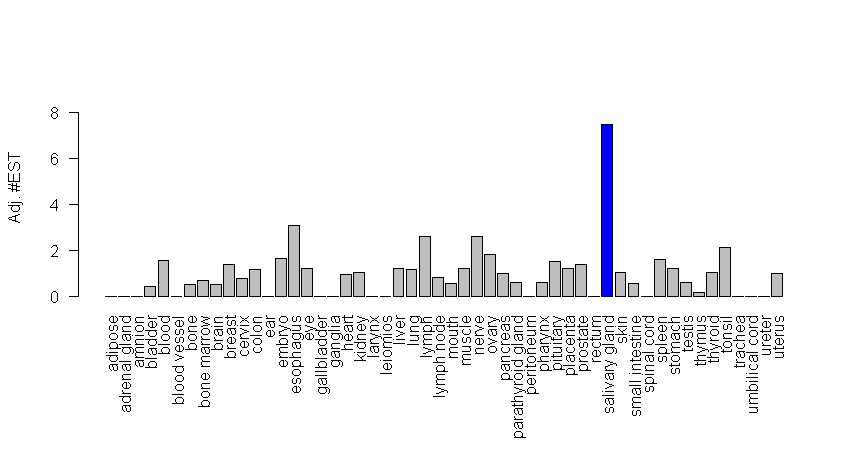 Adj. #EST
8
6
4
2
0
adipose
adrenal gland
amnion
bladder
blood
blood vessel
bone
bone marrow
brain
breast
cervix
colon
ear
embryo
esophagus
eye
gallbladder
ganglia
heart
kidney
larynx
leiomios
liver
lung
lymph
lymph node
mouth
muscle
nerve
ovary
pancreas
parathyroid gland
peritoneum
pharynx
pituitary
placenta
prostate
rectum
salivary gland
skin
small intestine
spinal cord
spleen
stomach
testis
thymus
thyroid
tonsil
trachea
umbilical cord
ureter
uterus